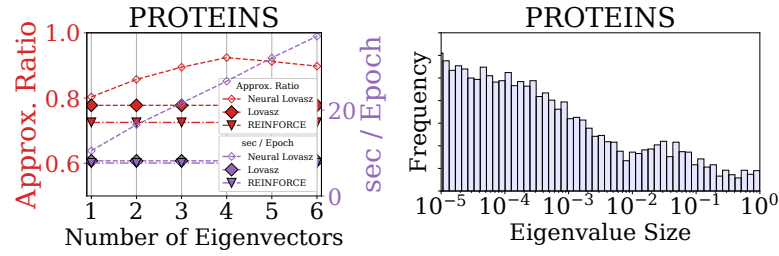 PROTEINS
Approx. Ratio
1.0
0.8
0.6
1 2 3 4 5 6
Number of Eigenvectors
20
0
sec / Epoch
Approx. Ratio
Neural Lovasz
Lovasz
REINFORCE
sec / Epoch
Neural Lovasz
Lovasz
REINFORCE
PROTEINS
Frequency
10⁻⁵ 10⁻⁴ 10⁻³ 10⁻² 10⁻¹ 10⁰
Eigenvalue Size